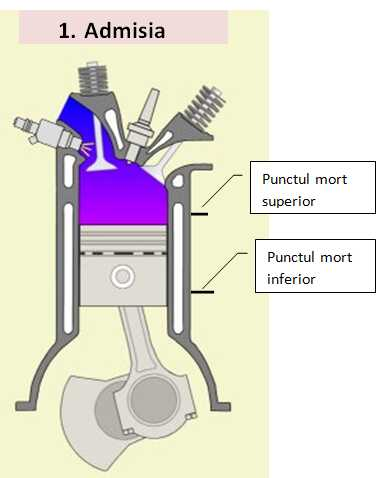 1. Admisia
Punctul mort
superior
Punctul mort
inferior